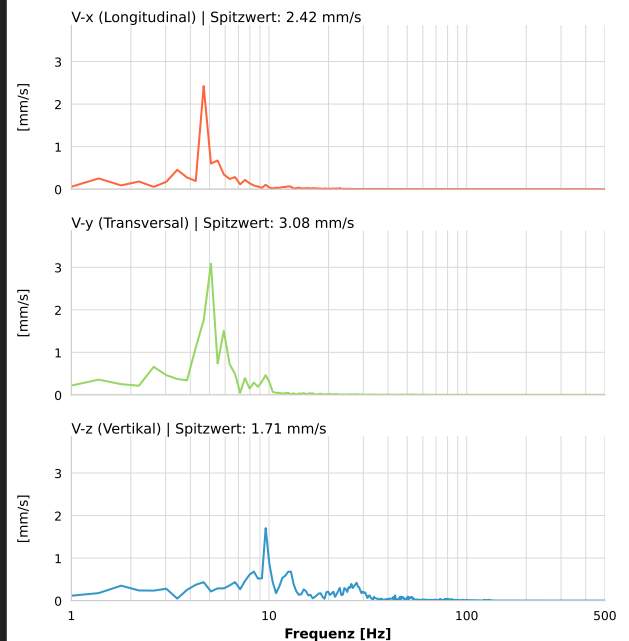 V-x (Longitudinal) | Spitzwert: 2.42 mm/s
[mm/s]
3
2
1
0
V-y (Transversal) | Spitzwert: 3.08 mm/s
[mm/s]
3
2
1
0
V-z (Vertikal) | Spitzwert: 1.71 mm/s
[mm/s]
3
2
1
0
1 10 100 500
Frequenz [Hz]